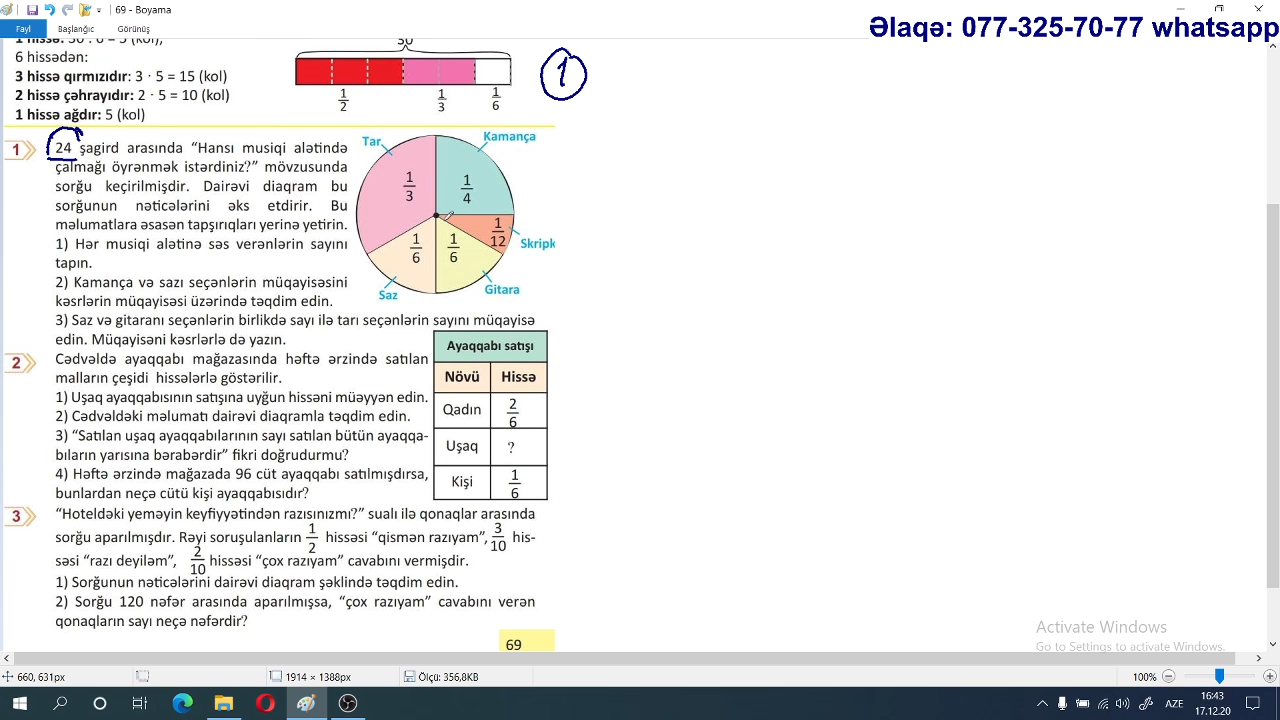 69 - Boyama
Fayl Başlanğıc Görünüş
Əlaqə: 077-325-70-77 whatsapp
1 hissə: 30 : 6 = 5 (kol),
6 hissədən:
3 hissə qırmızıdır: 3 · 5 = 15 (kol)
2 hissə çəhrayıdır: 2 · 5 = 10 (kol)
1 hissə ağdır: 5 (kol)
30
1/2 1/3 1/6
1
1
24 şagird arasında “Hansı musiqi alətində
çalmağı öyrənmək istərdiniz?” mövzusunda
sorğu keçirilmişdir. Dairəvi diaqram bu
sorğunun nəticələrini əks etdirir. Bu
məlumatlara əsasən tapşırıqları yerinə yetirin.
1) Hər musiqi alətinə səs verənlərin sayını
tapın.
2) Kamança və sazı seçənlərin müqayisəsini
kəsrlərin müqayisəsi üzərində təqdim edin.
3) Saz və gitaranı seçənlərin birlikdə sayı ilə tarı seçənlərin sayını müqayisə
edin. Müqayisəni kəsrlərlə də yazın.
Tar
Kamança
1/3
1/4
1/12
Skripk
1/6
1/6
Saz
Gitara
2
Cədvəldə ayaqqabı mağazasında həftə ərzində satılan
malların çeşidi hissələrlə göstərilir.
1) Uşaq ayaqqabısının satışına uyğun hissəni müəyyən edin.
2) Cədvəldəki məlumatı dairəvi diaqramla təqdim edin.
3) “Satılan uşaq ayaqqabılarının sayı satılan bütün ayaqqa-
bıların yarısına bərabərdir” fikri doğrudurmu?
4) Həftə ərzində mağazada 96 cüt ayaqqabı satılmışdırsa,
bunlardan neçə cütü kişi ayaqqabısıdır?
Ayaqqabı satışı
Növü Hissə
Qadın 2/6
Uşaq ?
Kişi 1/6
3
“Hoteldəki yeməyin keyfiyyətindən razısınızmı?” sualı ilə qonaqlar arasında
sorğu aparılmışdır. Rəyi soruşulanların 1/2 hissəsi “qismən razıyam”, 3/10 his-
səsi “razı deyiləm”, 2/10 hissəsi “çox razıyam” cavabını vermişdir.
1) Sorğunun nəticələrini dairəvi diaqram şəklində təqdim edin.
2) Sorğu 120 nəfər arasında aparılmışsa, “çox razıyam” cavabını verən
qonaqların sayı neçə nəfərdir?
69
Activate Windows
Go to Settings to activate Windows.
660, 631px 1914 × 1388px Ölçü: 356,8KB 100%
AZE
16:43
17.12.20